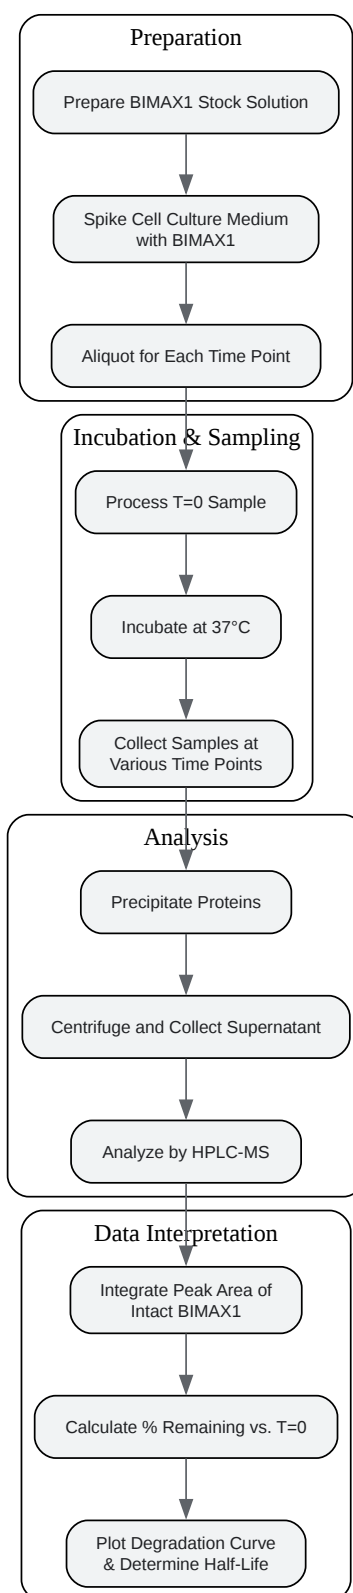 Preparation
Prepare BIMAX1 Stock Solution
Spike Cell Culture Medium
with BIMAX1
Aliquot for Each Time Point
Incubation & Sampling
Process T=0 Sample
Incubate at 37°C
Collect Samples at
Various Time Points
Analysis
Precipitate Proteins
Centrifuge and Collect Supernatant
Analyze by HPLC-MS
Data Interpretation
Integrate Peak Area of
Intact BIMAX1
Calculate % Remaining vs. T=0
Plot Degradation Curve
& Determine Half-Life